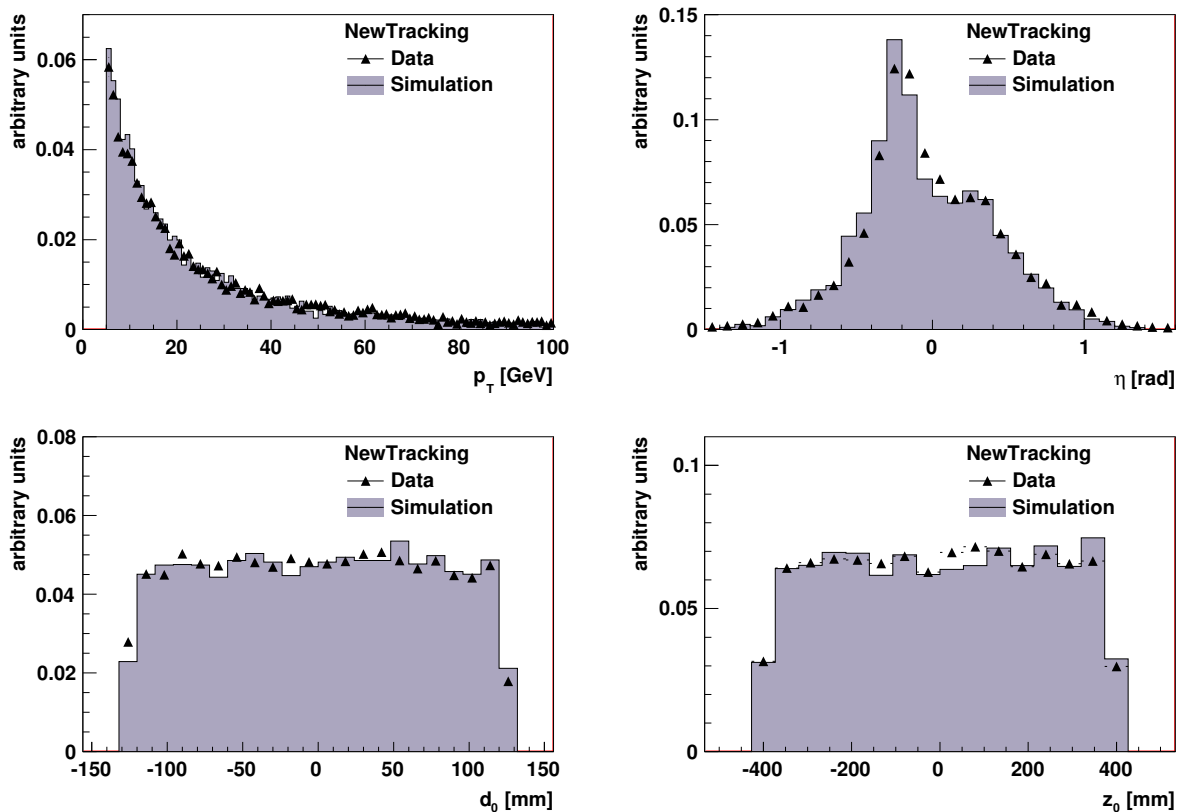 arbitrary units
0.06
0.04
0.02
0
0 20 40 60 80 100
p_T [GeV]
NewTracking
Data
Simulation
arbitrary units
0.15
0.1
0.05
0
-1 0 1
η [rad]
NewTracking
Data
Simulation
arbitrary units
0.08
0.06
0.04
0.02
0
-150 -100 -50 0 50 100 150
d_0 [mm]
NewTracking
Data
Simulation
arbitrary units
0.1
0.05
0
-400 -200 0 200 400
z_0 [mm]
NewTracking
Data
Simulation